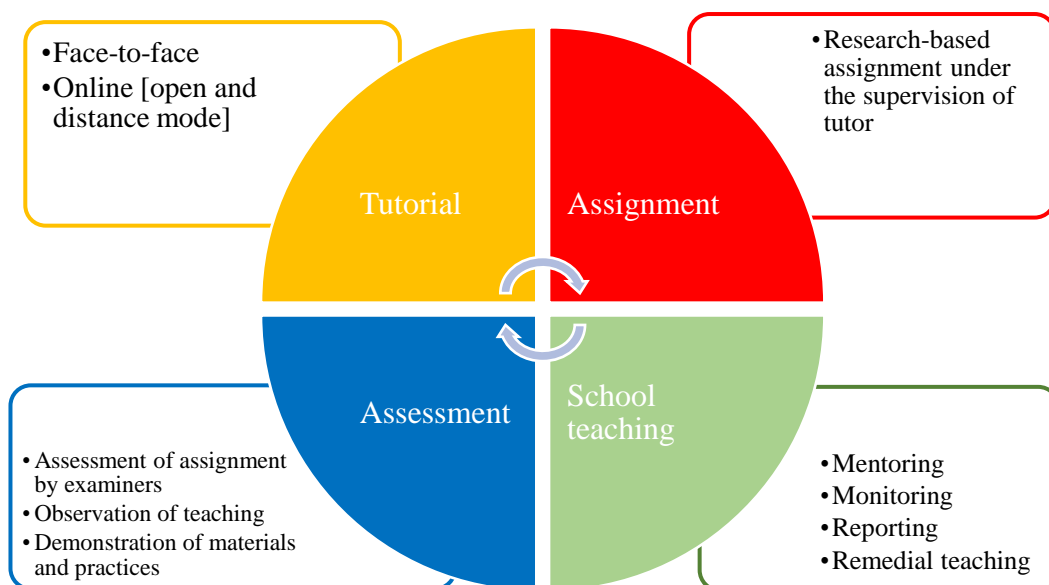 •Face-to-face
•Online [open and
distance mode]
•Research-based
assignment under
the supervision of
tutor
Tutorial
Assignment
Assessment
School
teaching
• Assessment of assignment
by examiners
• Observation of teaching
• Demonstration of materials
and practices
•Mentoring
•Monitoring
•Reporting
•Remedial teaching